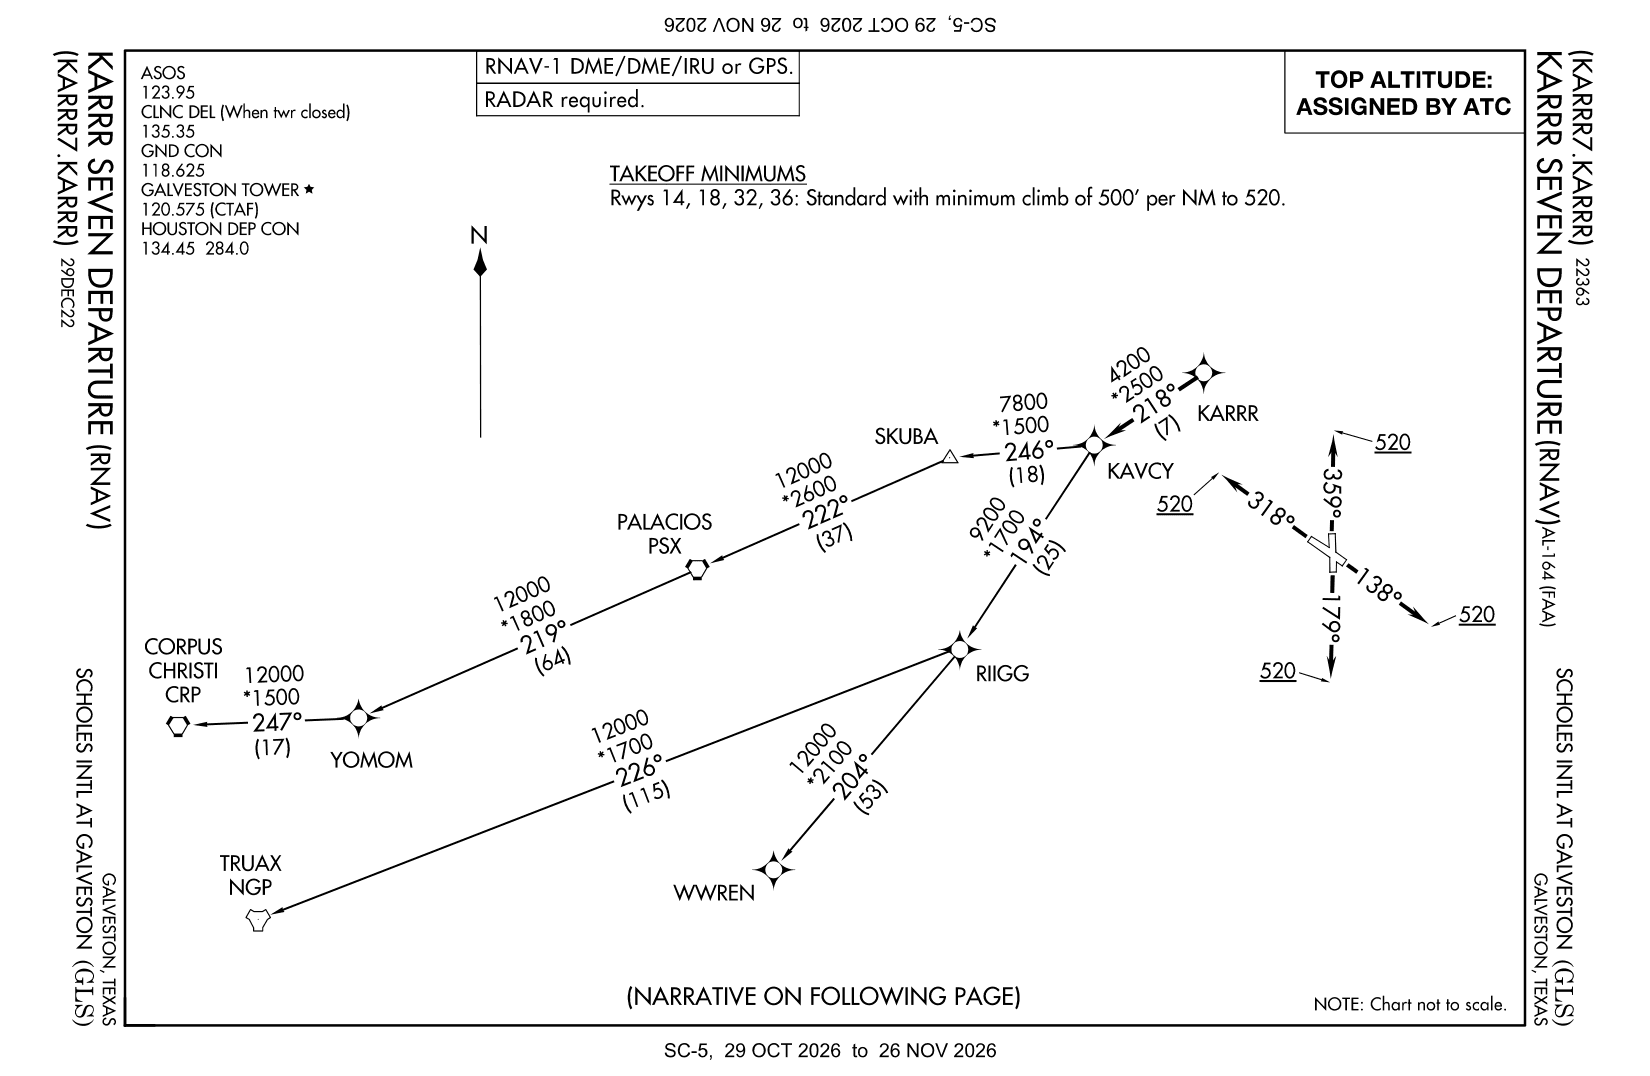 SC-5, 29 OCT 2026 to 26 NOV 2026
(KARRR7.KARRR) 29DEC22
KARRR SEVEN DEPARTURE (RNAV)
SCHOLES INTL AT GALVESTON (GLS)
GALVESTON, TEXAS
ASOS
123.95
CLNC DEL (When twr closed)
135.35
GND CON
118.625
GALVESTON TOWER ★
120.575 (CTAF)
HOUSTON DEP CON
134.45 284.0
RNAV-1 DME/DME/IRU or GPS.
RADAR required.
TOP ALTITUDE:
ASSIGNED BY ATC
TAKEOFF MINIMUMS
Rwys 14, 18, 32, 36: Standard with minimum climb of 500' per NM to 520.
N
4200
*2500
218°
(7)
KARRR
7800
*1500
246°
(18)
KAVCY
SKUBA
12000
*2600
222°
(37)
PALACIOS
PSX
9200
*1700
194°
(25)
12000
*1800
219°
(64)
CORPUS
CHRISTI
CRP
12000
*1500
247°
(17)
YOMOM
RIIGG
12000
*1700
226°
(115)
12000
*2100
204°
(53)
TRUAX
NGP
WWREN
520
359°
520
318°
138°
520
179°
520
(NARRATIVE ON FOLLOWING PAGE)
NOTE: Chart not to scale.
(KARRR7.KARRR) 22363
KARRR SEVEN DEPARTURE (RNAV)
AL-164 (FAA)
SCHOLES INTL AT GALVESTON (GLS)
GALVESTON, TEXAS
SC-5, 29 OCT 2026 to 26 NOV 2026